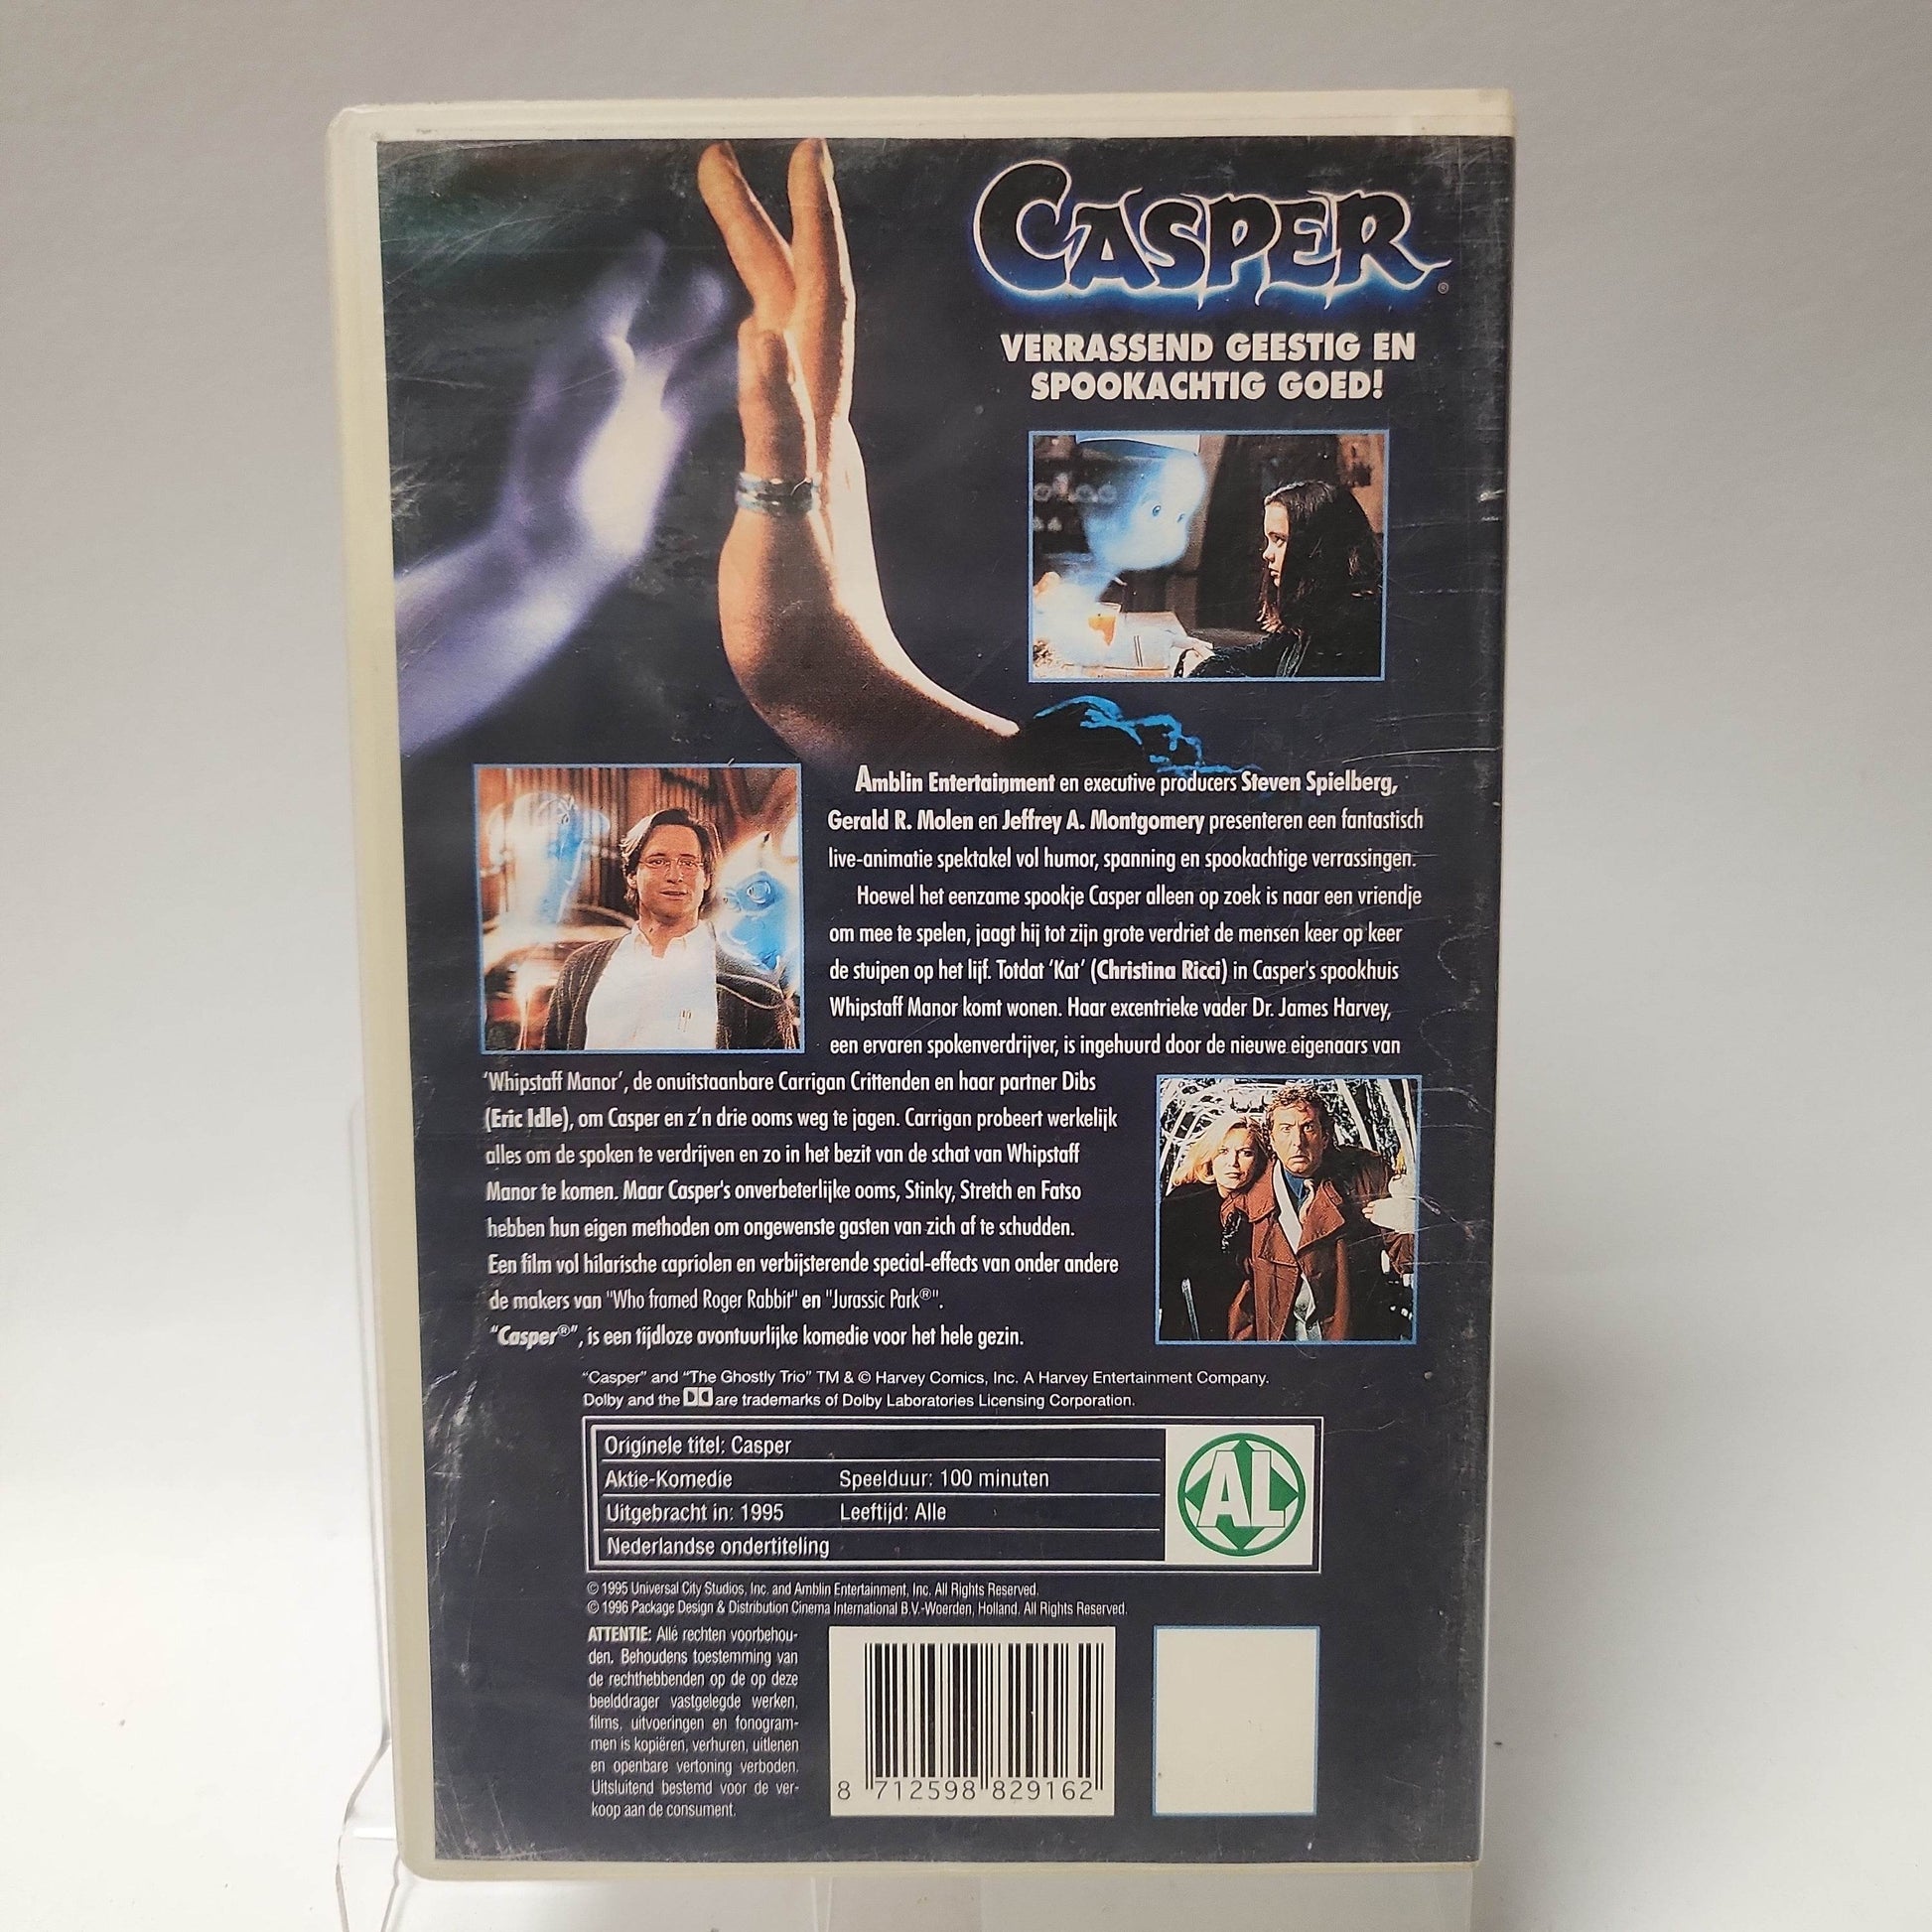 CASPER®
VERRASSEND GEESTIG EN
SPOOKACHTIG GOED!
Amblin Entertainment en executive producers Steven Spielberg,
Gerald R. Molen en Jeffrey A. Montgomery presenteren een fantastisch
live-animatie spektakel vol humor, spanning en spookachtige verrassingen.
Hoewel het eenzame spookje Casper alleen op zoek is naar een vriendje
om mee te spelen, jaagt hij tot zijn grote verdriet de mensen keer op keer
de stuipen op het lijf. Totdat 'Kat' (Christina Ricci) in Casper's spookhuis
Whipstaff Manor komt wonen. Haar excentrieke vader Dr. James Harvey,
een ervaren spokenverdrijver, is ingehuurd door de nieuwe eigenaars van
'Whipstaff Manor', de onuitstaanbare Carrigan Crittenden en haar partner Dibs
(Eric Idle), om Casper en z'n drie ooms weg te jagen. Carrigan probeert werkelijk
alles om de spoken te verdrijven en zo in het bezit van de schat van Whipstaff
Manor te komen. Maar Casper's onverbeterlijke ooms, Stinky, Stretch en Fatso
hebben hun eigen methoden om ongewenste gasten van zich af te schudden.
Een film vol hilarische capriolen en verbijsterende special-effects van onder andere
de makers van "Who framed Roger Rabbit" en "Jurassic Park®".
"Casper®", is een tijdloze avontuurlijke komedie voor het hele gezin.
"Casper" and "The Ghostly Trio" TM & © Harvey Comics, Inc. A Harvey Entertainment Company.
Dolby and the are trademarks of Dolby Laboratories Licensing Corporation.
Originele titel: Casper
Aktie-Komedie Speelduur: 100 minuten
Uitgebracht in: 1995 Leeftijd: Alle
Nederlandse ondertiteling
AL
© 1995 Universal City Studios, Inc. and Amblin Entertainment, Inc. All Rights Reserved.
© 1996 Package Design & Distribution Cinema International B.V.-Woerden, Holland. All Rights Reserved.
ATTENTIE: Alle rechten voorbehou-
den. Behoudens toestemming van
de rechthebbenden op de op deze
beelddrager vastgelegde werken,
films, uitvoeringen en fonogram-
men is kopiëren, verhuren, uitlenen
en openbare vertoning verboden.
Uitsluitend bestemd voor de ver-
koop aan de consument.
8 712598 829162